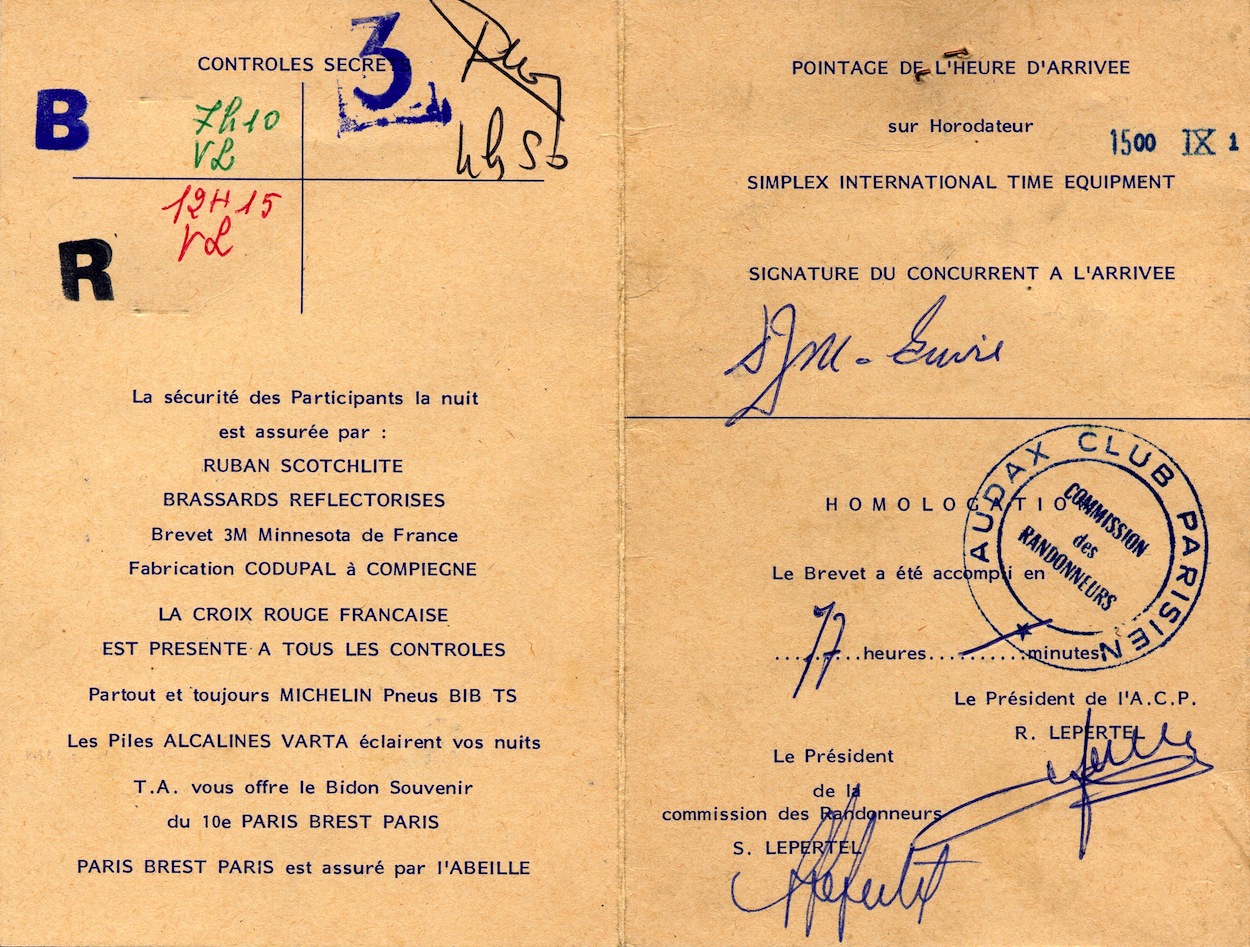 CONTROLES SECRE
3
B
7h10
VL
4h50
12H15
VL
R
La sécurité des Participants la nuit
est assurée par :
RUBAN SCOTCHLITE
BRASSARDS REFLECTORISES
Brevet 3M Minnesota de France
Fabrication CODUPAL à COMPIEGNE
LA CROIX ROUGE FRANCAISE
EST PRESENTE A TOUS LES CONTROLES
Partout et toujours MICHELIN Pneus BIB TS
Les Piles ALCALINES VARTA éclairent vos nuits
T.A. vous offre le Bidon Souvenir
du 10e PARIS BREST PARIS
PARIS BREST PARIS est assuré par l'ABEILLE
POINTAGE DE L'HEURE D'ARRIVEE
sur Horodateur
1500 IX 1
SIMPLEX INTERNATIONAL TIME EQUIPMENT
SIGNATURE DU CONCURRENT A L'ARRIVEE
HOMOLOGATIO
AUDAX CLUB PARISIEN
COMMISSION
des
RANDONNEURS
Le Brevet a été accompli en
77 heures..........minutes
Le Président de l'A.C.P.
R. LEPERTEL
Le Président
de la
commission des Randonneurs
S. LEPERTEL